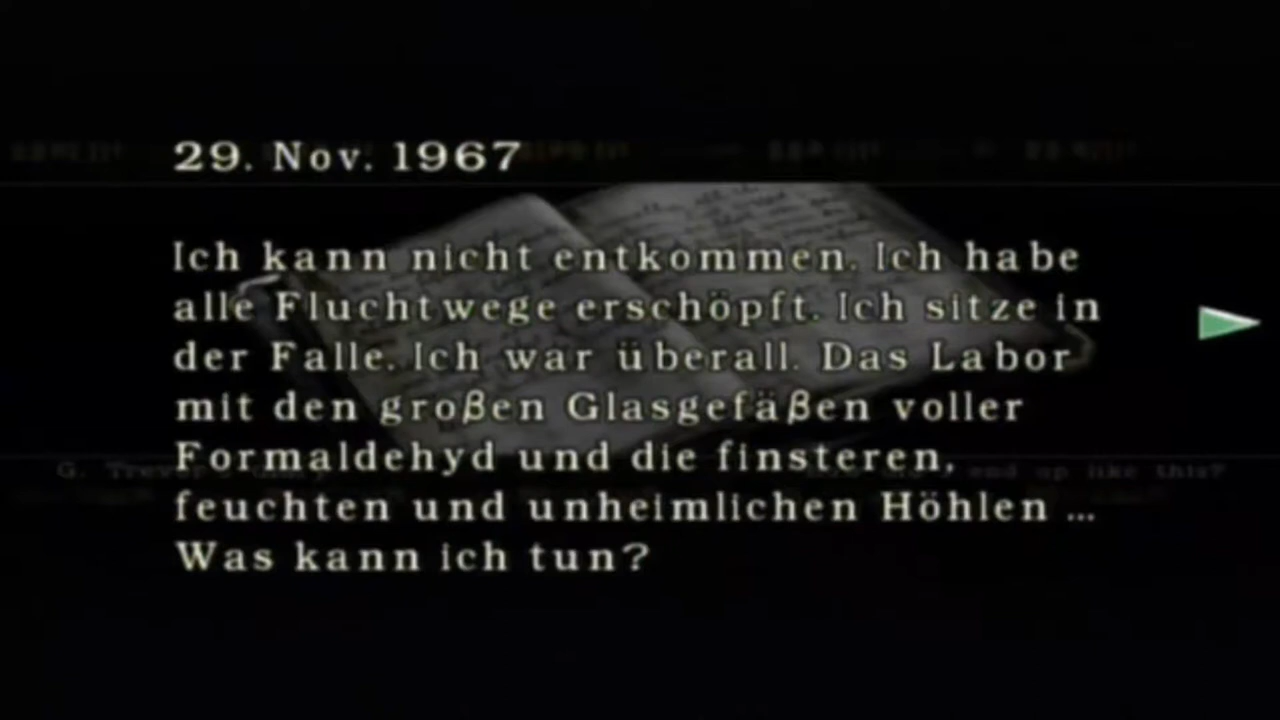 29. Nov. 1967
Ich kann nicht entkommen. Ich habe
alle Fluchtwege erschöpft. Ich sitze in
der Falle. Ich war überall. Das Labor
mit den großen Glasgefäßen voller
Formaldehyd und die finsteren,
feuchten und unheimlichen Höhlen ...
Was kann ich tun?